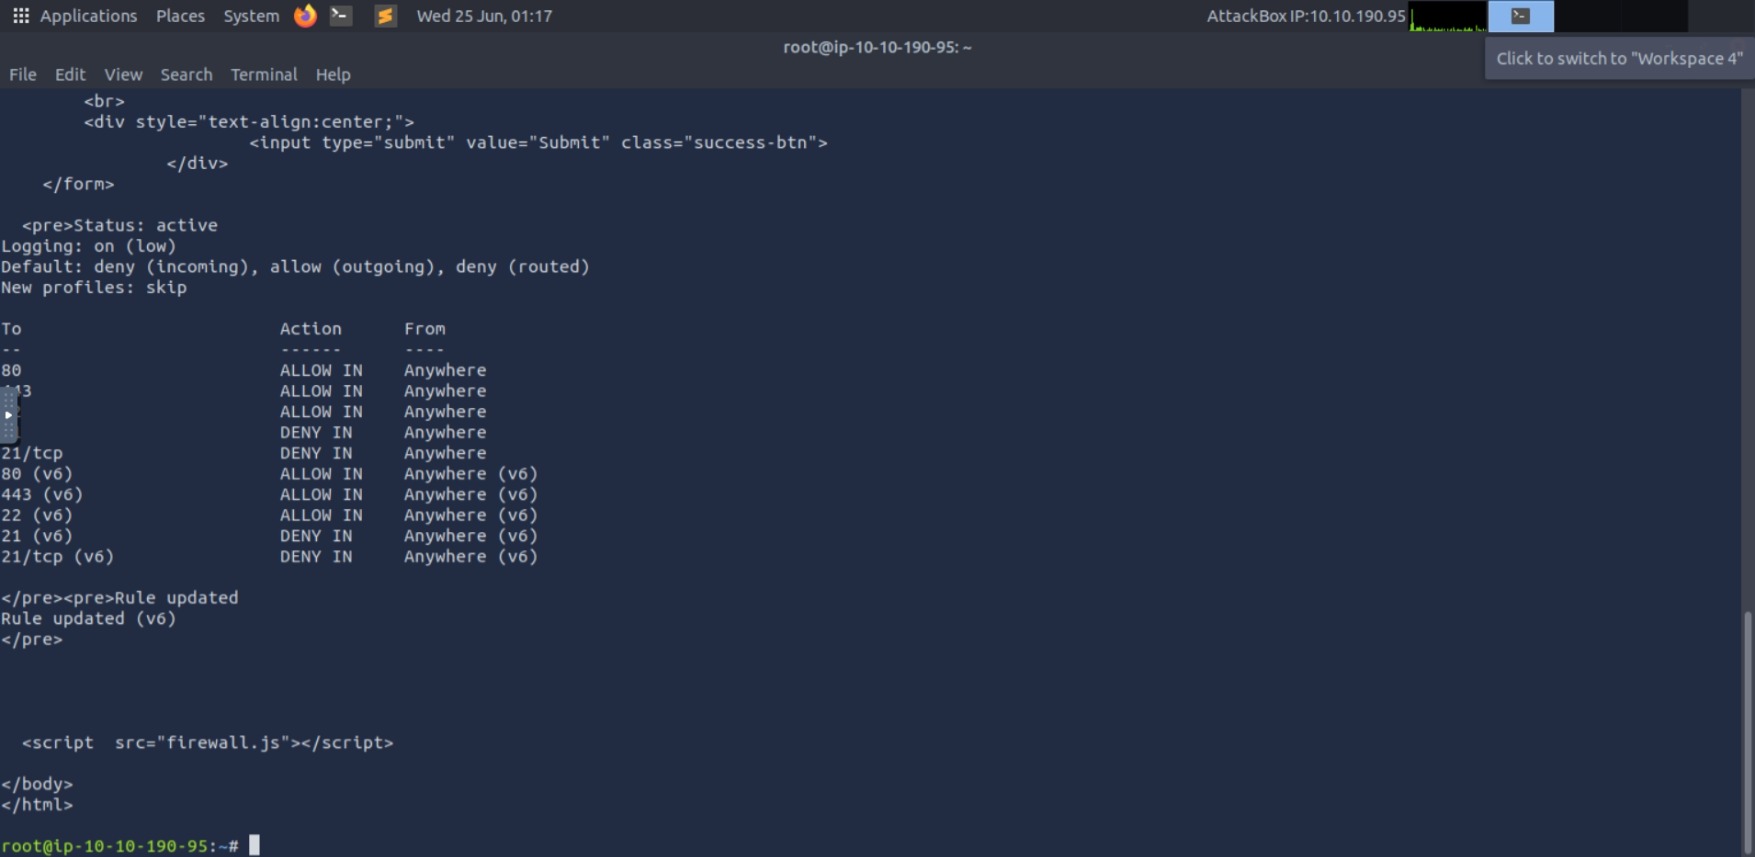 Applications Places System Wed 25 Jun, 01:17 AttackBox IP:10.10.190.95
root@ip-10-10-190-95: ~
Click to switch to "Workspace 4"
File Edit View Search Terminal Help
<br>
<div style="text-align:center;">
<input type="submit" value="Submit" class="success-btn">
</div>
</form>
<pre>Status: active
Logging: on (low)
Default: deny (incoming), allow (outgoing), deny (routed)
New profiles: skip
To Action From
-- ------ ----
80 ALLOW IN Anywhere
ALLOW IN Anywhere
ALLOW IN Anywhere
DENY IN Anywhere
21/tcp DENY IN Anywhere
80 (v6) ALLOW IN Anywhere (v6)
443 (v6) ALLOW IN Anywhere (v6)
22 (v6) ALLOW IN Anywhere (v6)
21 (v6) DENY IN Anywhere (v6)
21/tcp (v6) DENY IN Anywhere (v6)
</pre><pre>Rule updated
Rule updated (v6)
</pre>
<script src="firewall.js"></script>
</body>
</html>
root@ip-10-10-190-95:~#